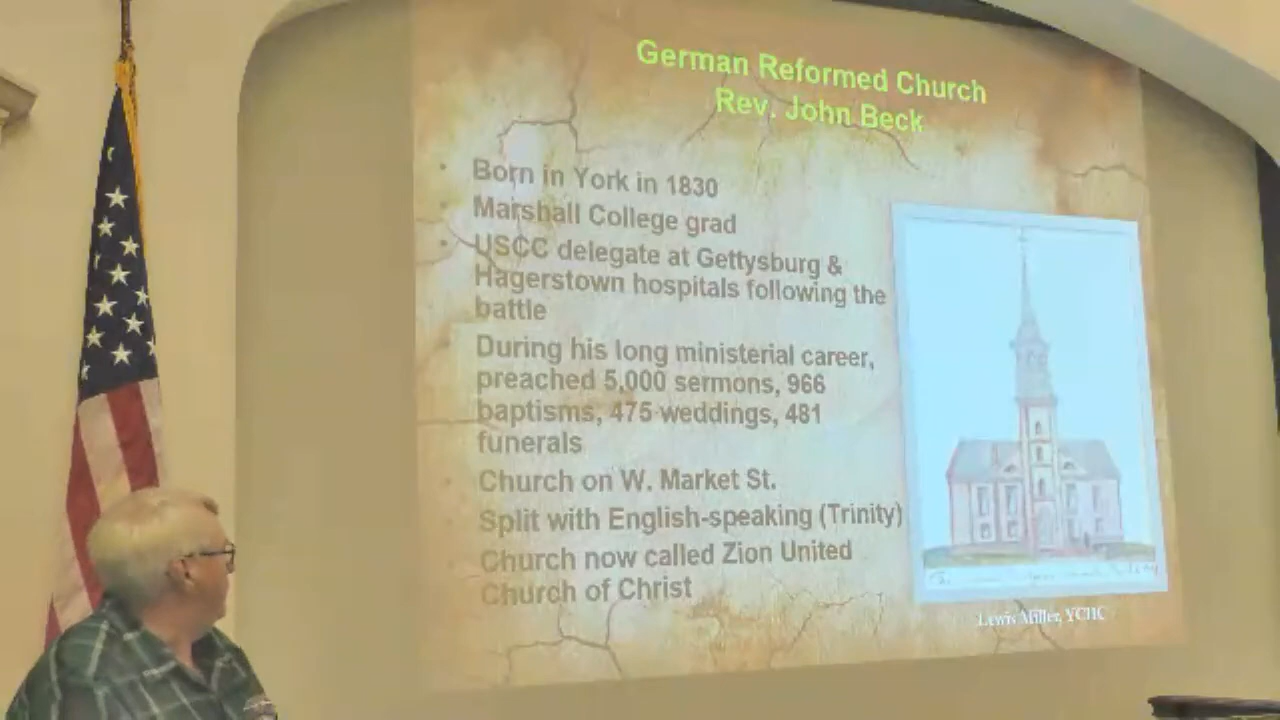 German Reformed Church
Rev. John Beck
• Born in York in 1830
• Marshall College grad
• USCC delegate at Gettysburg &
Hagerstown hospitals following the
battle
• During his long ministerial career,
preached 5,000 sermons, 966
baptisms, 475 weddings, 481
funerals
• Church on W. Market St.
• Split with English-speaking (Trinity)
• Church now called Zion United
Church of Christ
Lewis Miller, YCHC